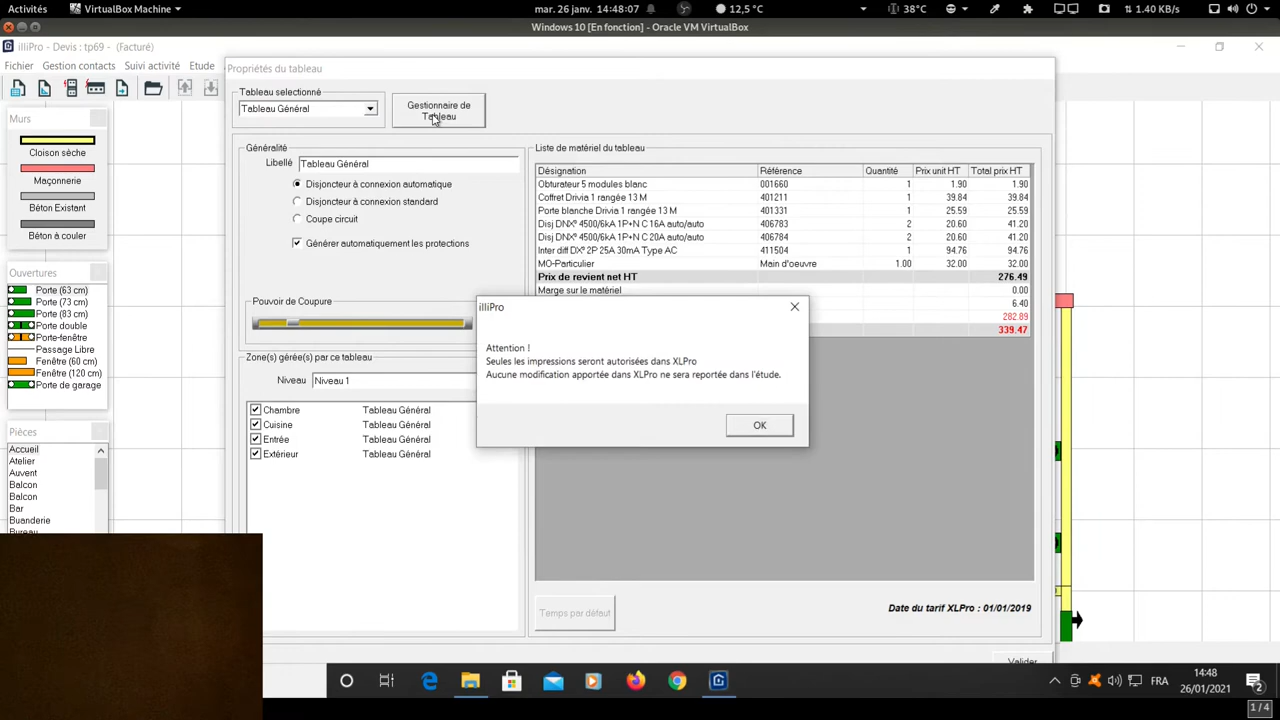 Activités
VirtualBox Machine
mar. 26 janv. 14:48:07
12,5 °C
38°C
1.40 KB/s
Windows 10 [En fonction] - Oracle VM VirtualBox
illiPro - Devis : tp69 - (Facturé)
Fichier Gestion contacts Suivi activité Etude
Propriétés du tableau
Tableau selectionné
Tableau Général
Gestionnaire de
Tableau
Murs
Cloison sèche
Maçonnerie
Béton Existant
Béton à couler
Ouvertures
Porte (63 cm)
Porte (73 cm)
Porte (83 cm)
Porte double
Porte-fenêtre
Passage Libre
Fenêtre (60 cm)
Fenêtre (120 cm)
Porte de garage
Pièces
Accueil
Atelier
Auvent
Balcon
Balcon
Bar
Buanderie
Bureau
Généralité
Libellé Tableau Général
Disjoncteur à connexion automatique
Disjoncteur à connexion standard
Coupe circuit
Générer automatiquement les protections
Pouvoir de Coupure
Zone(s) gérée(s) par ce tableau
Niveau Niveau 1
Chambre Tableau Général
Cuisine Tableau Général
Entrée Tableau Général
Extérieur Tableau Général
Liste de matériel du tableau
Désignation Référence Quantité Prix unit HT Total prix HT
Obturateur 5 modules blanc 001660 1 1.90 1.90
Coffret Drivia 1 rangée 13 M 401211 1 39.84 39.84
Porte blanche Drivia 1 rangée 13 M 401331 1 25.59 25.59
Disj DNX³ 4500/6kA 1P+N C 16A auto/auto 406783 2 20.60 41.20
Disj DNX³ 4500/6kA 1P+N C 20A auto/auto 406784 2 20.60 41.20
Inter diff DX³ 2P 25A 30mA Type AC 411504 1 94.76 94.76
MO-Particulier Main d'oeuvre 1.00 32.00 32.00
Prix de revient net HT 276.49
Marge sur le matériel 0.00
6.40
282.89
339.47
illiPro
Attention !
Seules les impressions seront autorisées dans XLPro
Aucune modification apportée dans XLPro ne sera reportée dans l'étude.
OK
Temps par défaut
Date du tarif XLPro : 01/01/2019
Valider
FRA
14:48
26/01/2021
2
1 / 4